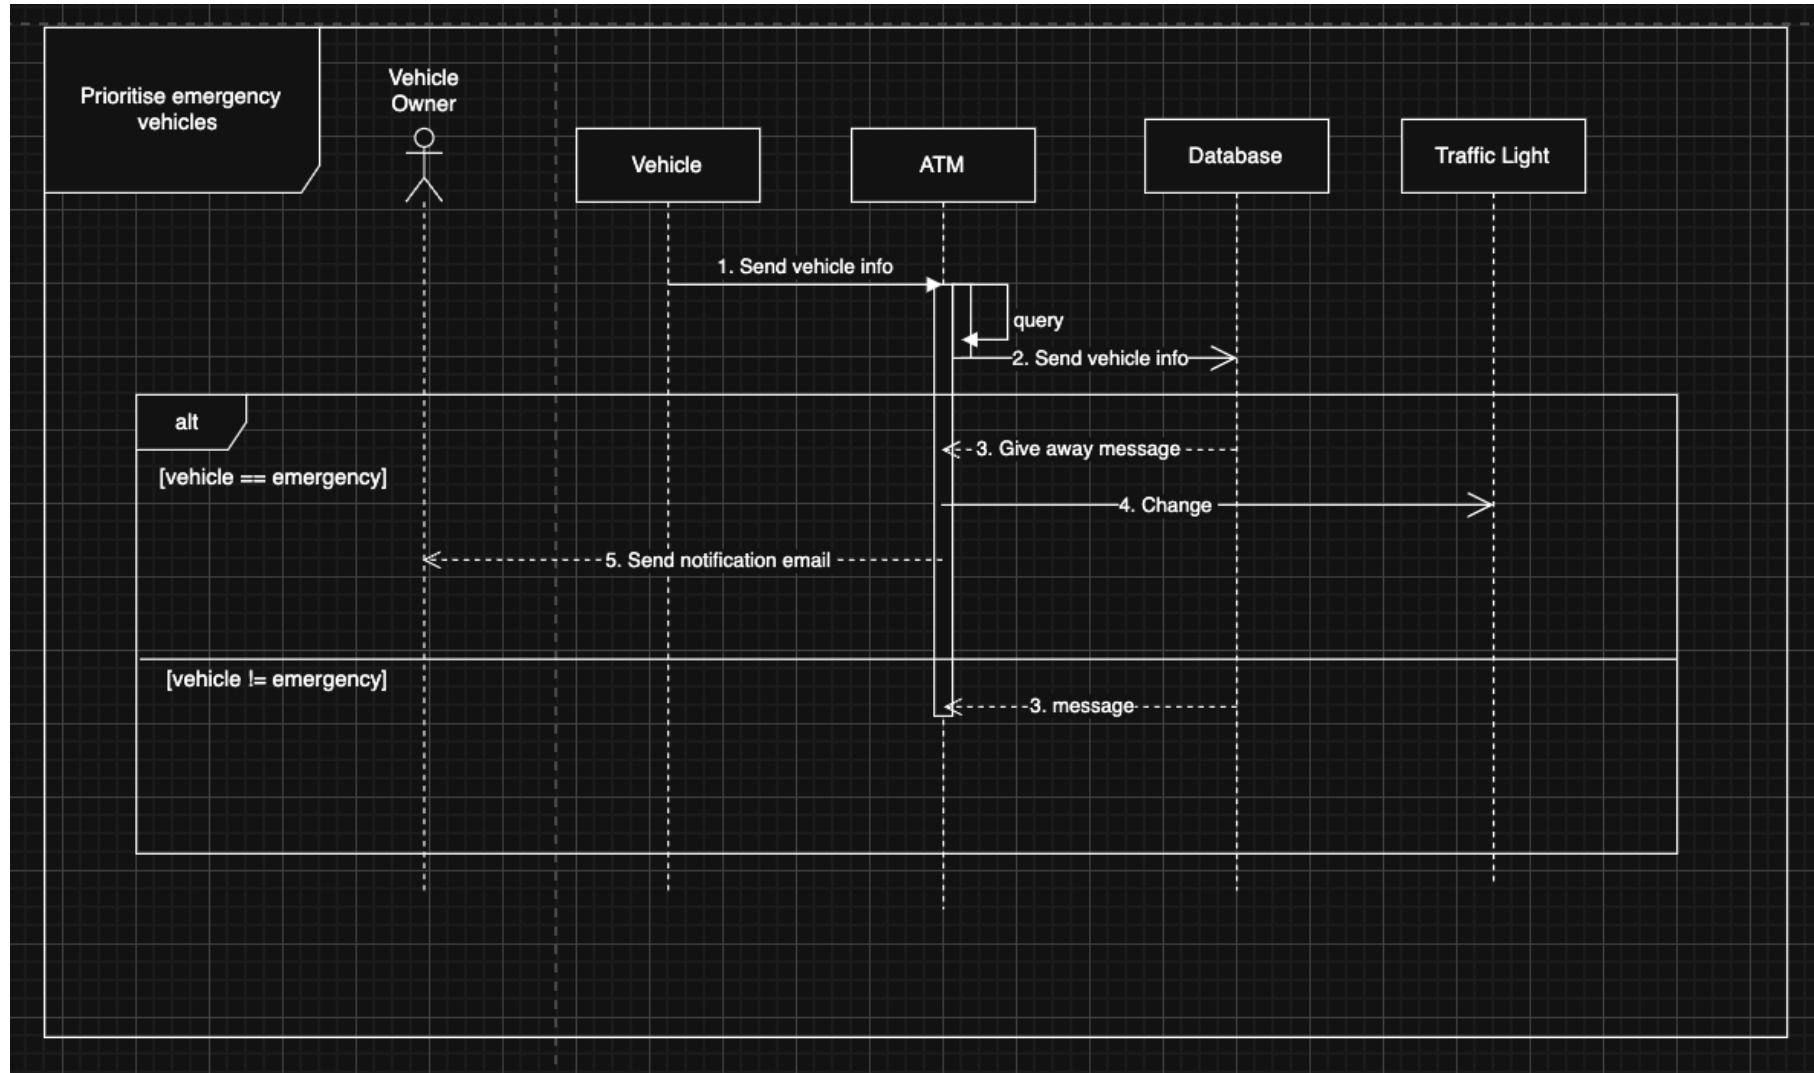 Prioritise emergency
vehicles
Vehicle
Owner
Vehicle
ATM
Database
Traffic Light
1. Send vehicle info
query
2. Send vehicle info
alt
3. Give away message
[vehicle == emergency]
4. Change
5. Send notification email
[vehicle != emergency]
3. message